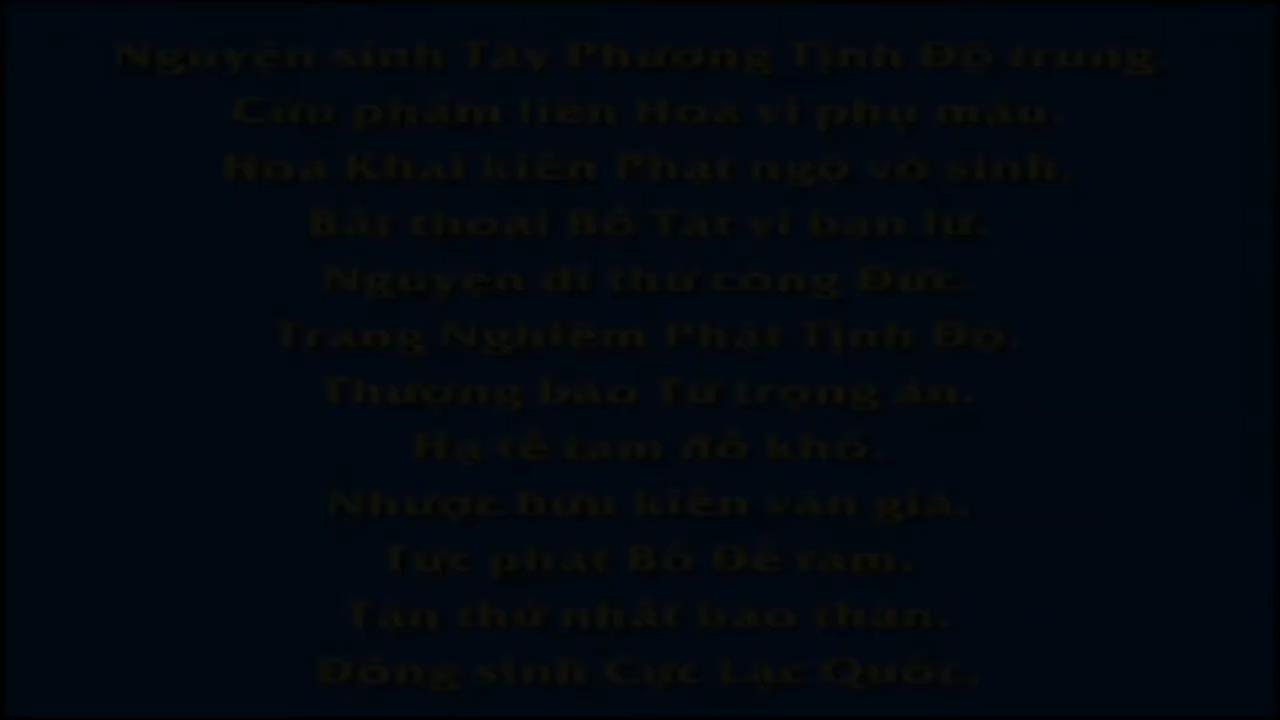 Nguyện sinh Tây Phương Tịnh Độ trung,
Cửu phẩm liên Hoa vi phụ mẫu.
Hoa Khai kiến Phật ngộ vô sinh,
Bất thoái Bồ Tát vi bạn lữ.
Nguyện dĩ thử công Đức,
Trang Nghiêm Phật Tịnh Độ,
Thượng báo Tứ trọng ân,
Hạ tế tam đồ khổ.
Nhược hữu kiến văn giả,
Tức phát Bồ Đề tâm,
Tận thử nhất báo thân,
Đồng sinh Cực Lạc Quốc.